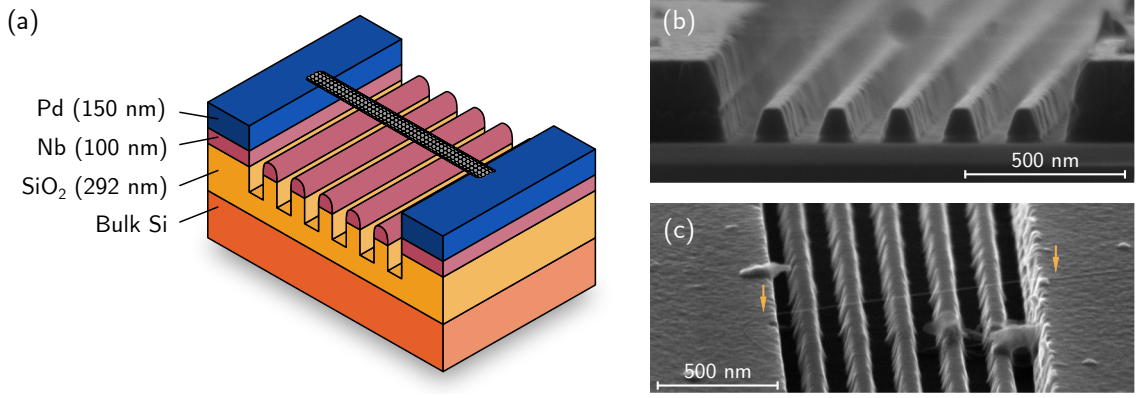 (a)
Pd (150 nm)
Nb (100 nm)
SiO₂ (292 nm)
Bulk Si
(b)
500 nm
(c)
500 nm